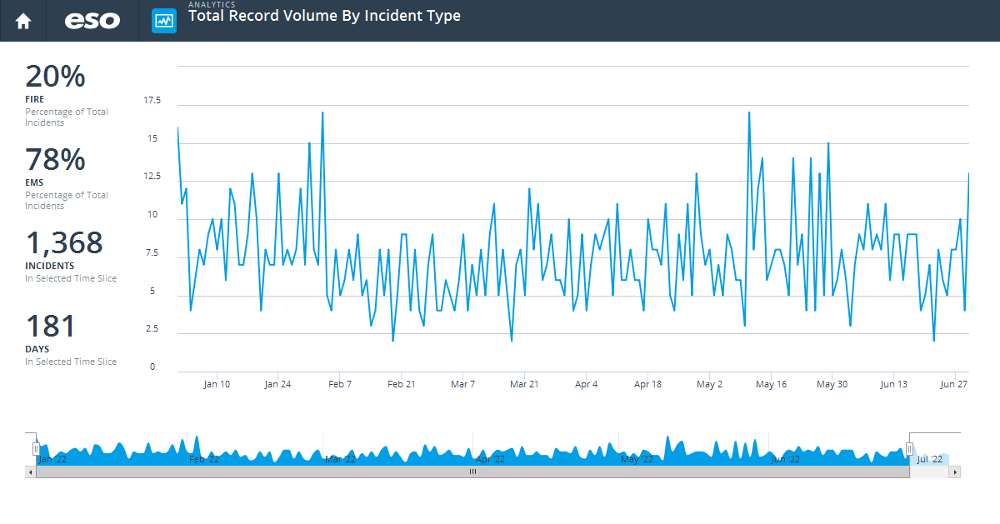 eso
ANALYTICS
Total Record Volume By Incident Type
20%
FIRE
Percentage of Total
Incidents
78%
EMS
Percentage of Total
Incidents
1,368
INCIDENTS
In Selected Time Slice
181
DAYS
In Selected Time Slice
17.5
15
12.5
10
7.5
5
2.5
0
Jan 10 Jan 24 Feb 7 Feb 21 Mar 7 Mar 21 Apr 4 Apr 18 May 2 May 16 May 30 Jun 13 Jun 27
Jan '22 Feb '22 Mar '22 Apr '22 May '22 Jun '22 Jul '22